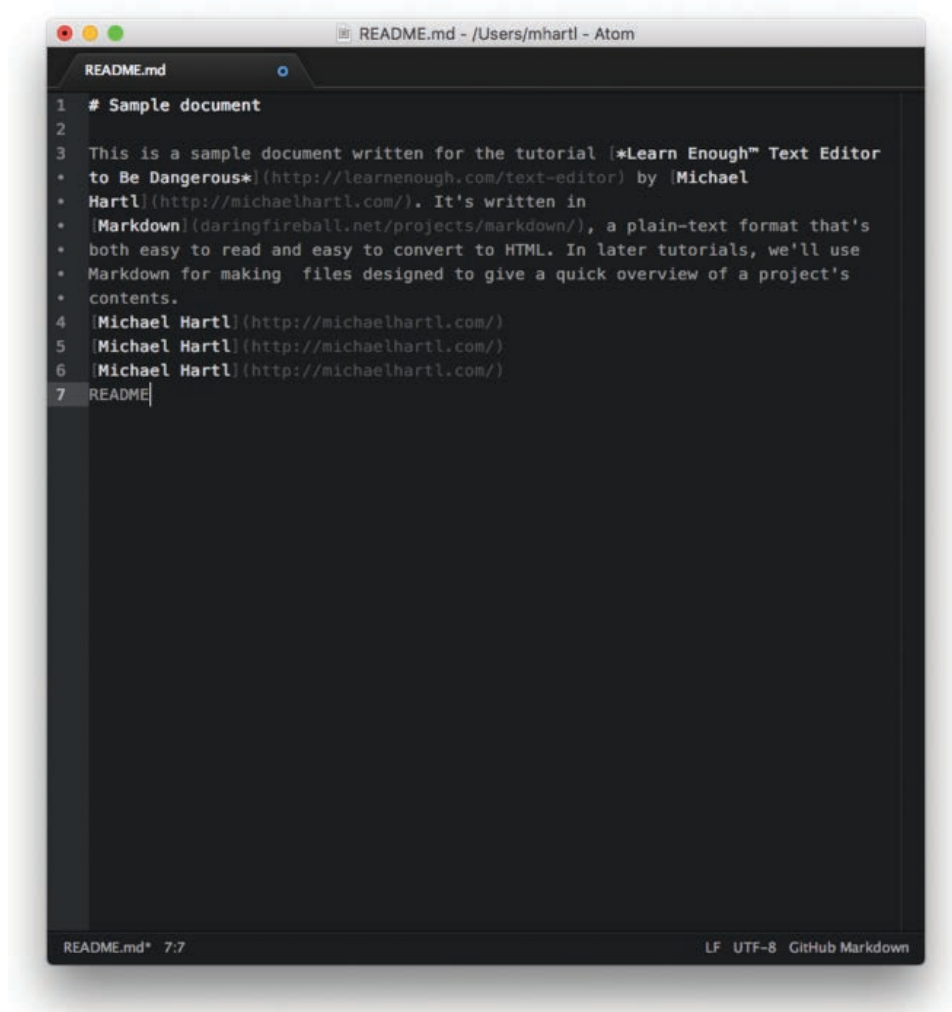 README.md - /Users/mhartl - Atom
README.md
1 # Sample document
2
3 This is a sample document written for the tutorial [*Learn Enough™ Text Editor
• to Be Dangerous*](http://learnenough.com/text-editor) by [Michael
• Hartl](http://michaelhartl.com/). It's written in
• [Markdown](daringfireball.net/projects/markdown/), a plain-text format that's
• both easy to read and easy to convert to HTML. In later tutorials, we'll use
• Markdown for making  files designed to give a quick overview of a project's
• contents.
4 [Michael Hartl](http://michaelhartl.com/)
5 [Michael Hartl](http://michaelhartl.com/)
6 [Michael Hartl](http://michaelhartl.com/)
7 README
README.md* 7:7 LF UTF-8 GitHub Markdown